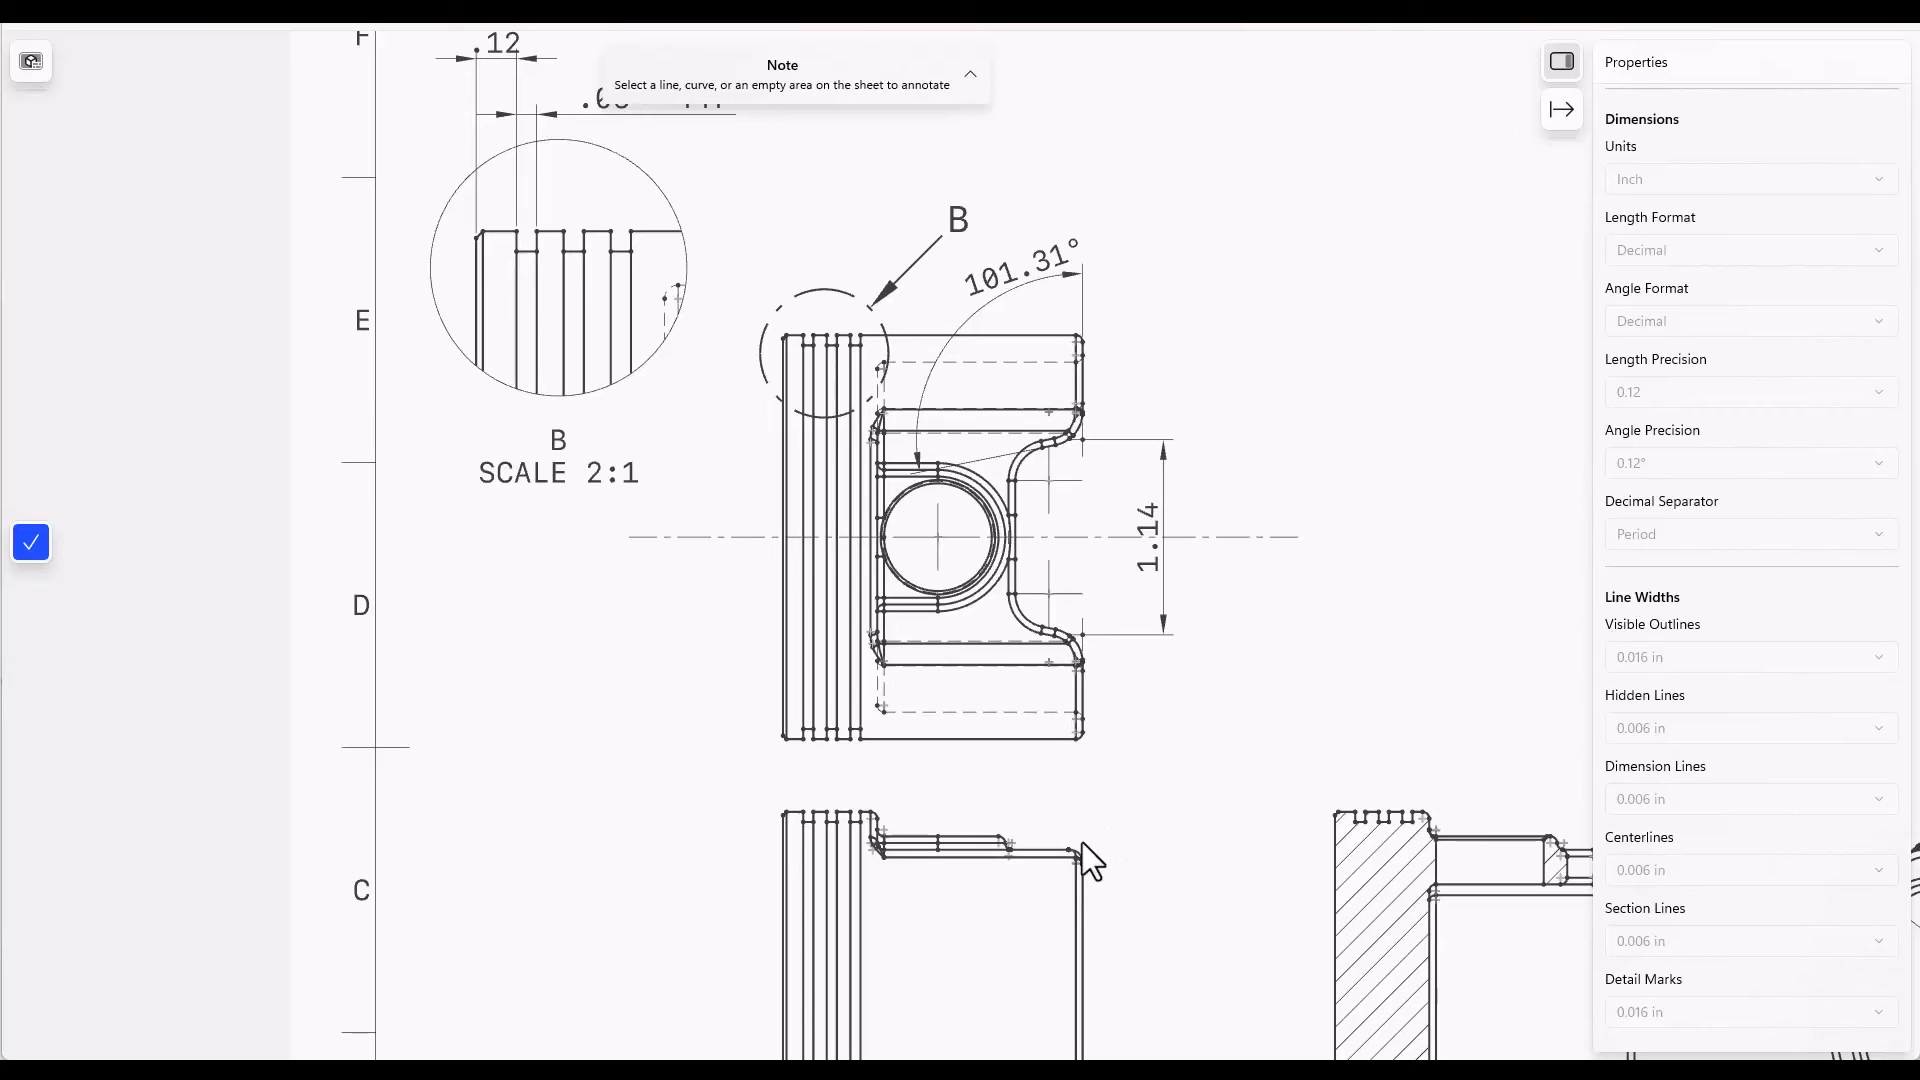 F
.12
Note
Select a line, curve, or an empty area on the sheet to annotate
B
101.31°
E
B
SCALE 2:1
1.14
D
C
Properties
Dimensions
Units
Inch
Length Format
Decimal
Angle Format
Decimal
Length Precision
0.12
Angle Precision
0.12°
Decimal Separator
Period
Line Widths
Visible Outlines
0.016 in
Hidden Lines
0.006 in
Dimension Lines
0.006 in
Centerlines
0.006 in
Section Lines
0.006 in
Detail Marks
0.016 in